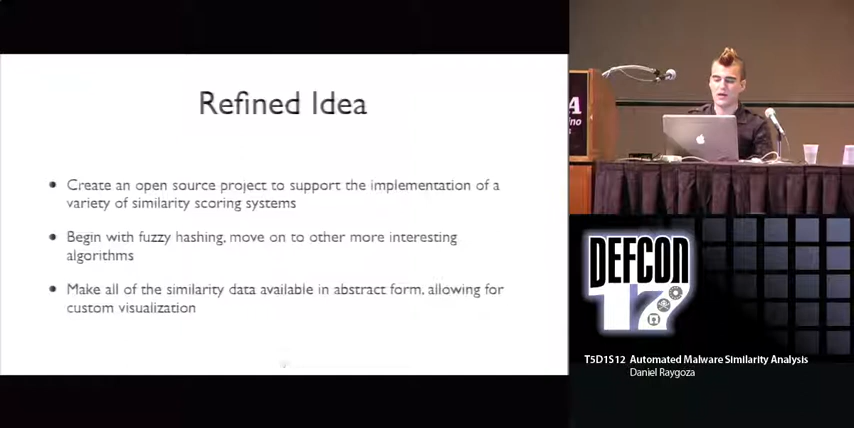 Refined Idea
Create an open source project to support the implementation of a
variety of similarity scoring systems
Begin with fuzzy hashing, move on to other more interesting
algorithms
Make all of the similarity data available in abstract form, allowing for
custom visualization
DEFCON
17
T5D1S12 Automated Malware Similarity Analysis
Daniel Raygoza